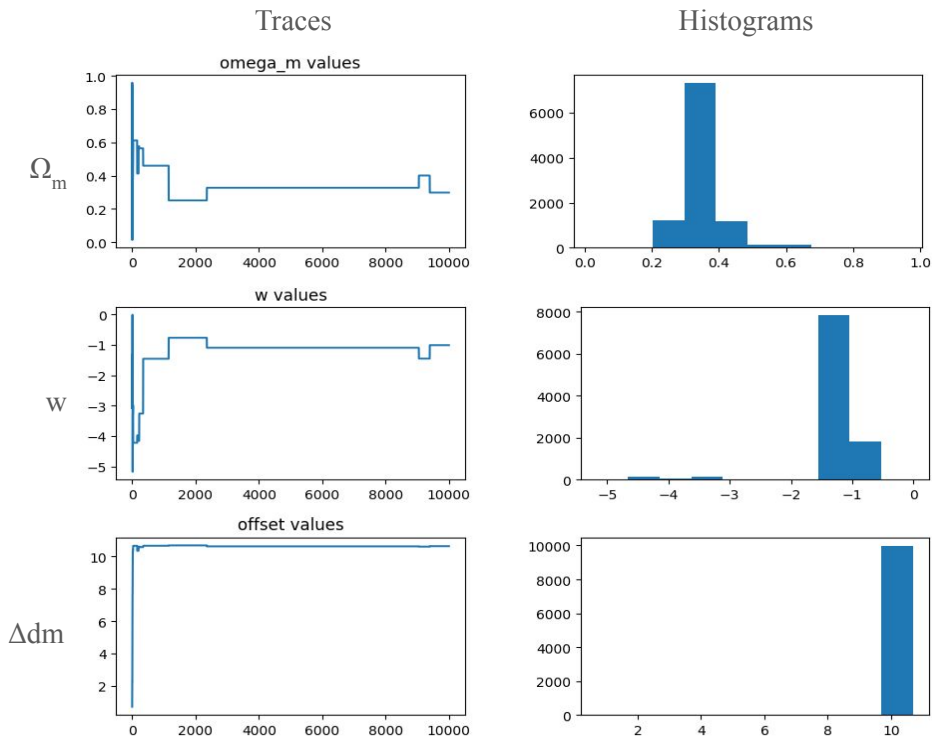 Traces
Histograms
omega_m values
Ω_m
1.0
0.8
0.6
0.4
0.2
0.0
0 2000 4000 6000 8000 10000
6000
4000
2000
0
0.0 0.2 0.4 0.6 0.8 1.0
w values
w
0
−1
−2
−3
−4
−5
0 2000 4000 6000 8000 10000
8000
6000
4000
2000
0
−5 −4 −3 −2 −1 0
offset values
Δdm
10
8
6
4
2
0 2000 4000 6000 8000 10000
10000
8000
6000
4000
2000
0
2 4 6 8 10